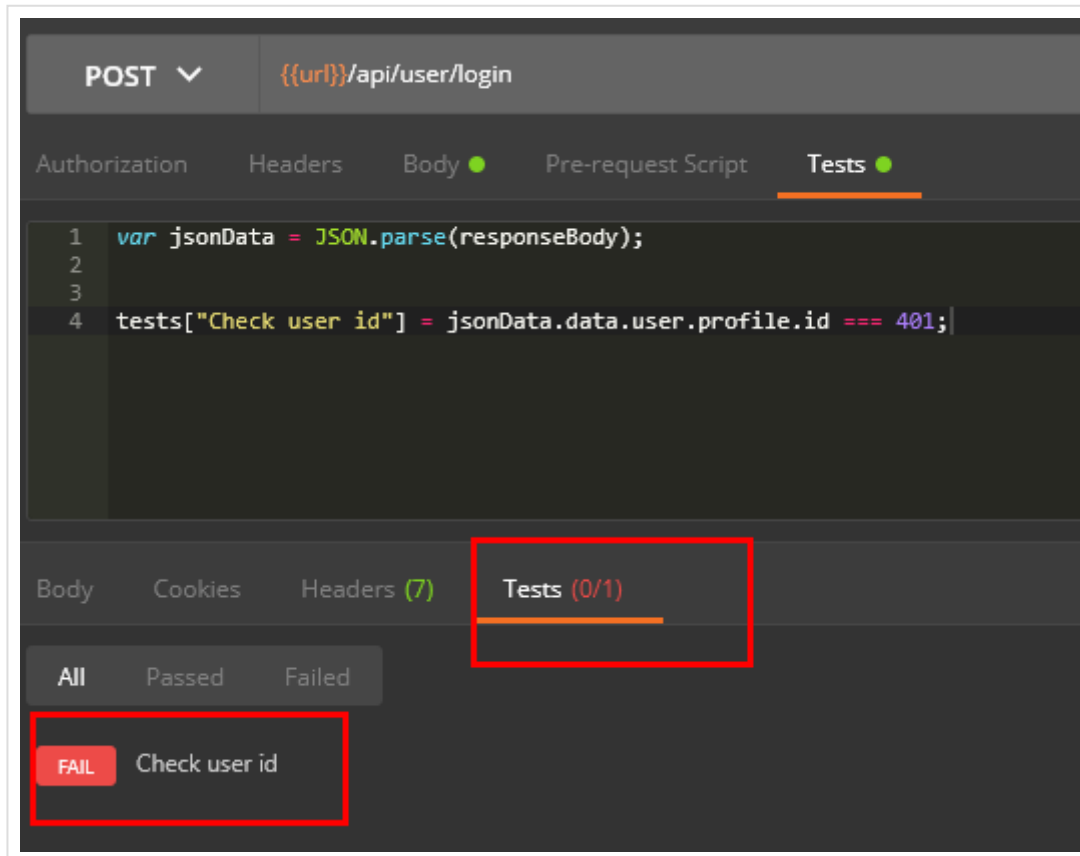 POST {{url}}/api/user/login
Authorization Headers Body Pre-request Script Tests
1 var jsonData = JSON.parse(responseBody);
2
3
4 tests["Check user id"] = jsonData.data.user.profile.id === 401;
Body Cookies Headers (7) Tests (0/1)
All Passed Failed
FAIL Check user id